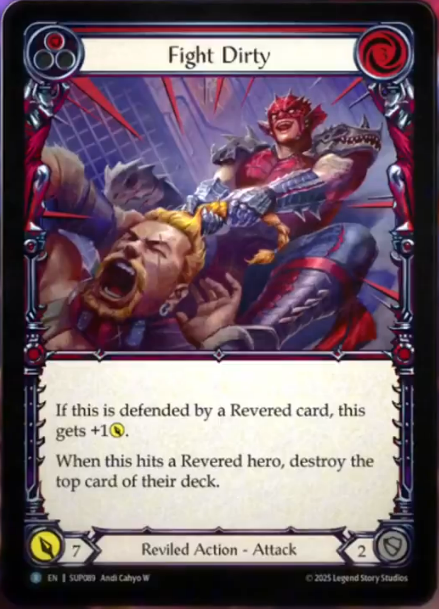 Fight Dirty
3
If this is defended by a Revered card, this
gets +1.
When this hits a Revered hero, destroy the
top card of their deck.
7
Reviled Action - Attack
2
R EN SUP089 Andi Cahyo W
© 2025 Legend Story Studios